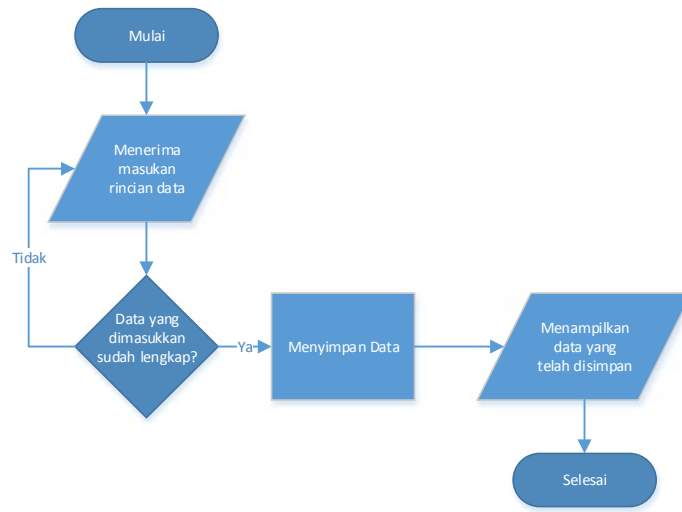 Mulai
Menerima
masukan
rincian data
Tidak
Data yang
dimasukkan
sudah lengkap?
Ya
Menyimpan Data
Menampilkan
data yang
telah disimpan
Selesai